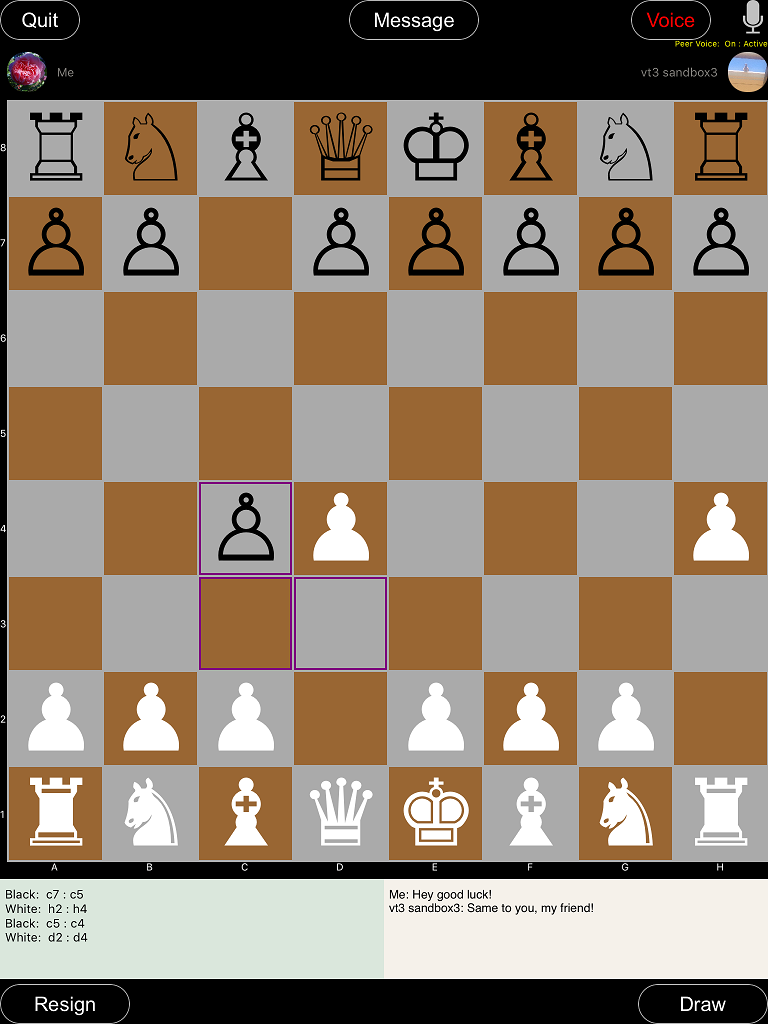 Quit
Message
Voice
Peer Voice: On : Active
Me
vt3 sandbox3
8
7
6
5
4
3
2
1
A B C D E F G H
Black: c7 : c5
White: h2 : h4
Black: c5 : c4
White: d2 : d4
Me: Hey good luck!
vt3 sandbox3: Same to you, my friend!
Resign
Draw